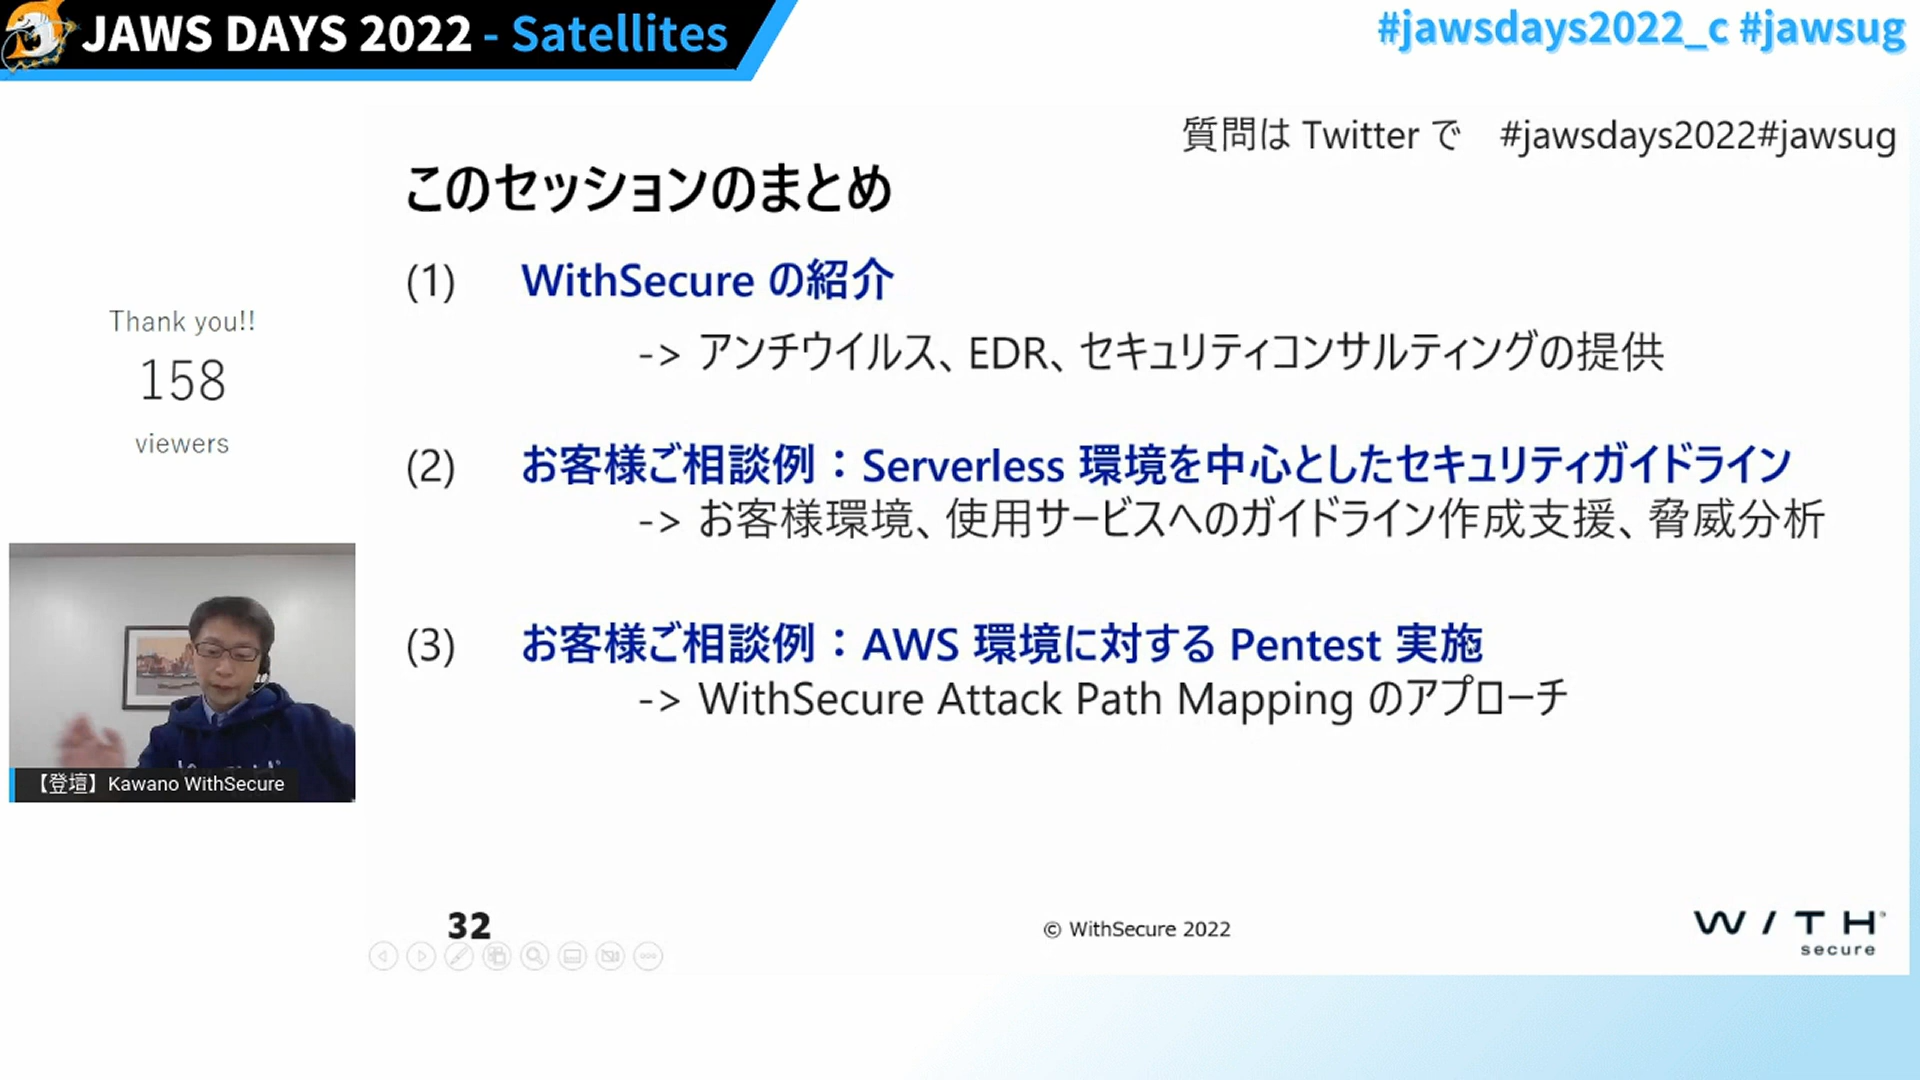 JAWS DAYS 2022 - Satellites
#jawsdays2022_c #jawsug
質問は Twitter で #jawsdays2022#jawsug
このセッションのまとめ
(1) WithSecure の紹介
-> アンチウイルス、EDR、セキュリティコンサルティングの提供
(2) お客様ご相談例：Serverless 環境を中心としたセキュリティガイドライン
-> お客様環境、使用サービスへのガイドライン作成支援、脅威分析
(3) お客様ご相談例：AWS 環境に対する Pentest 実施
-> WithSecure Attack Path Mapping のアプローチ
Thank you!!
158
viewers
【登壇】Kawano WithSecure
32
© WithSecure 2022
W / T H
secure